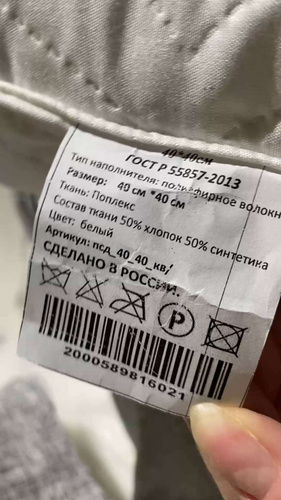 40*40см
ГОСТ Р 55857-2013
Тип наполнителя: полиэфирное волокн
Размер: 40 см *40 см
Ткань: Поплекс
Состав ткани 50% хлопок 50% синтетика
Цвет: белый
Артикул: псд_40_40_кв/
СДЕЛАНО В РОССИИ
P
2000589816021